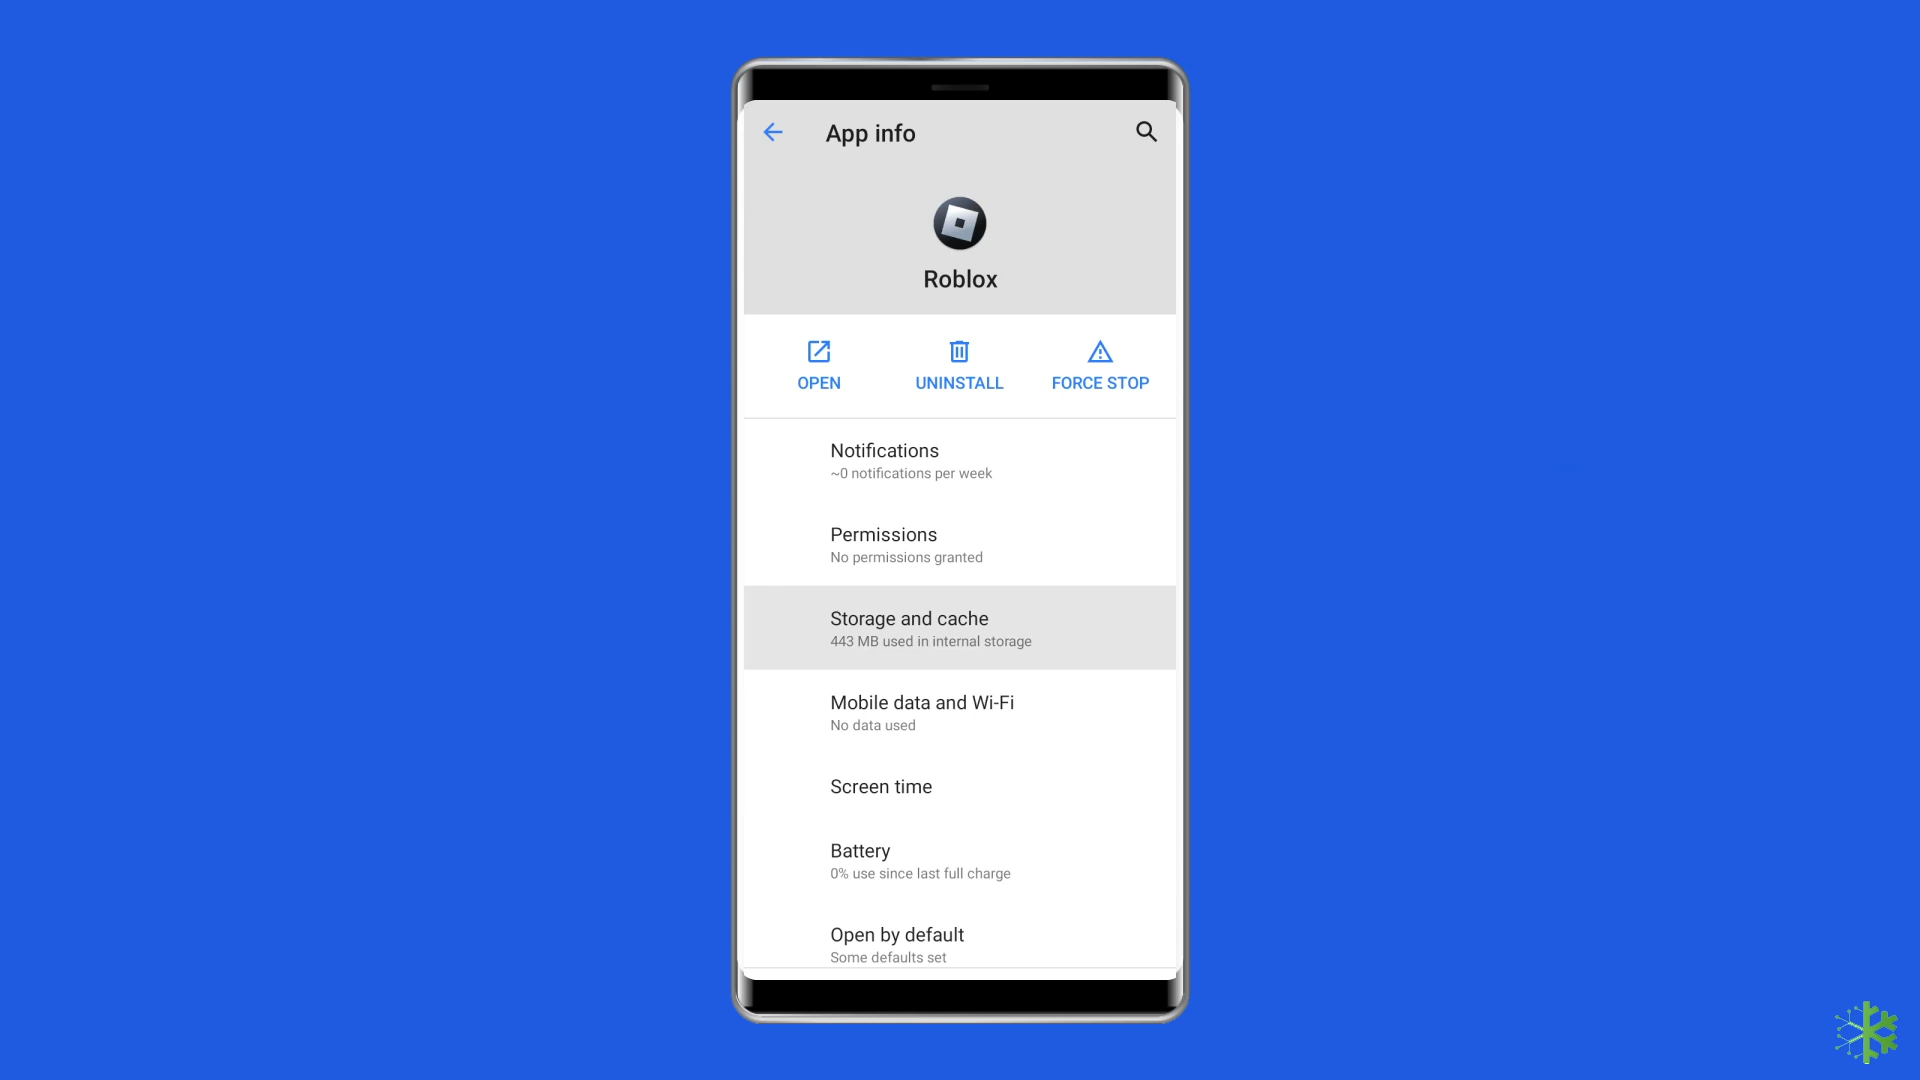 App info
Roblox
OPEN
UNINSTALL
FORCE STOP
Notifications
~0 notifications per week
Permissions
No permissions granted
Storage and cache
443 MB used in internal storage
Mobile data and Wi-Fi
No data used
Screen time
Battery
0% use since last full charge
Open by default
Some defaults set